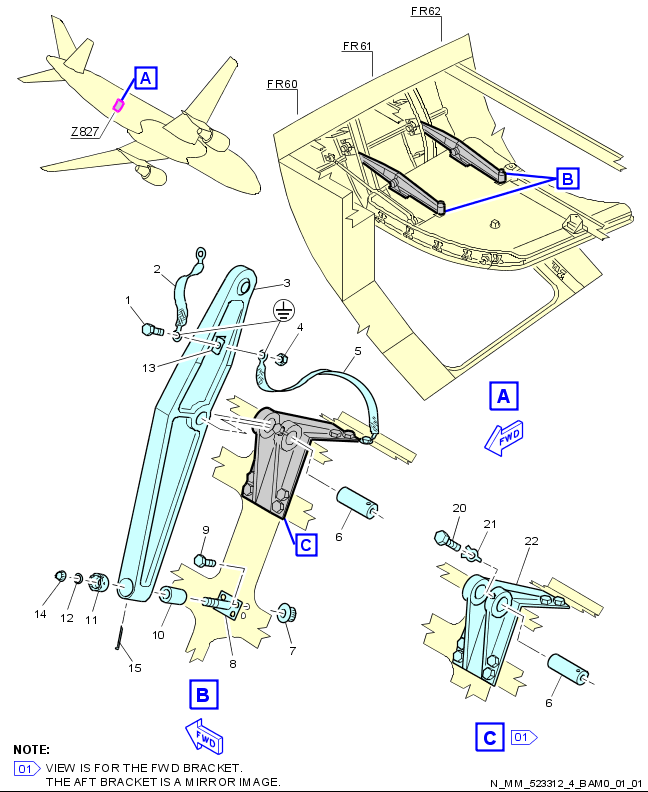 FR62
FR61
FR60
A
Z827
B
2
3
1
4
13
5
A
FWD
6
9
C
20
21
22
14
12
11
10
8
7
15
6
B
FWD
C
01
NOTE:
01 VIEW IS FOR THE FWD BRACKET.
THE AFT BRACKET IS A MIRROR IMAGE.
N_MM_523312_4_BAM0_01_01